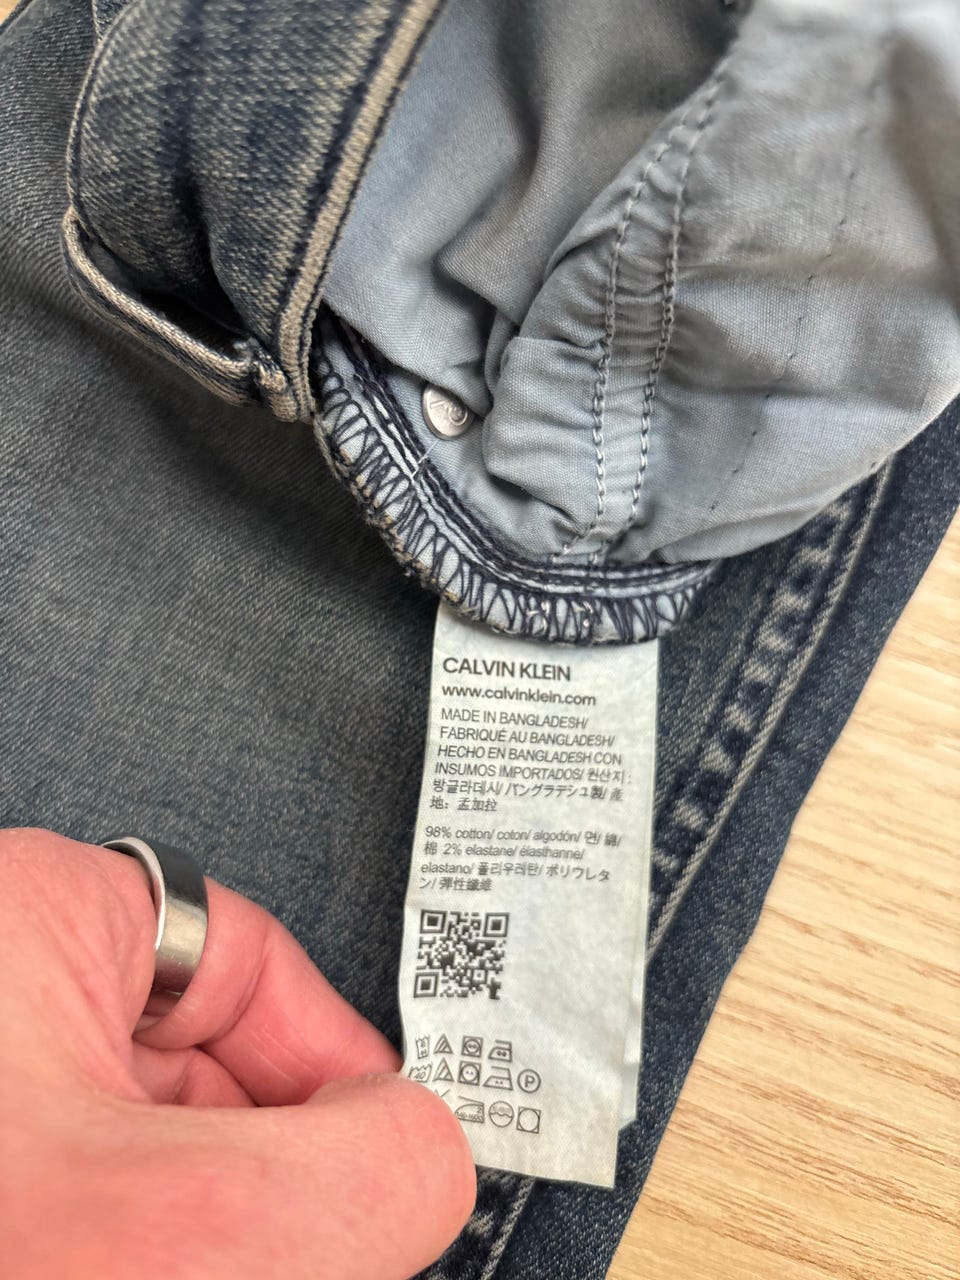 CALVIN KLEIN
www.calvinklein.com
MADE IN BANGLADESH/
FABRIQUÉ AU BANGLADESH/
HECHO EN BANGLADESH CON
INSUMOS IMPORTADOS/ 원산지 :
방글라데시/ バングラデシュ製/ 產
地：孟加拉
98% cotton/ coton/ algodón/ 면/ 綿/
棉 2% elastane/ élasthanne/
elastano/ 폴리우레탄/ ポリウレタ
ン/ 彈性纖維
P